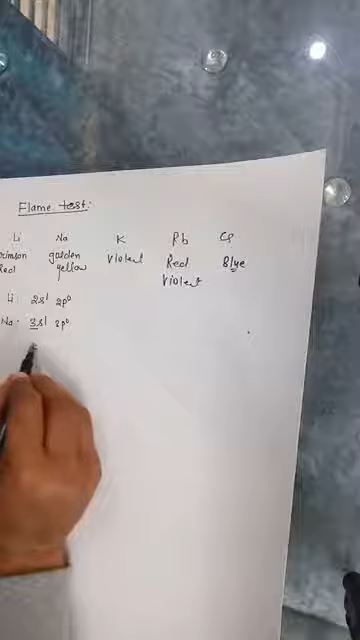 Flame test:-
Li Na K Rb Cs
crimson golden violet Red Blue
Red yellow Violet
Li 2s¹ 2p⁰
Na 3s¹ 3p⁰